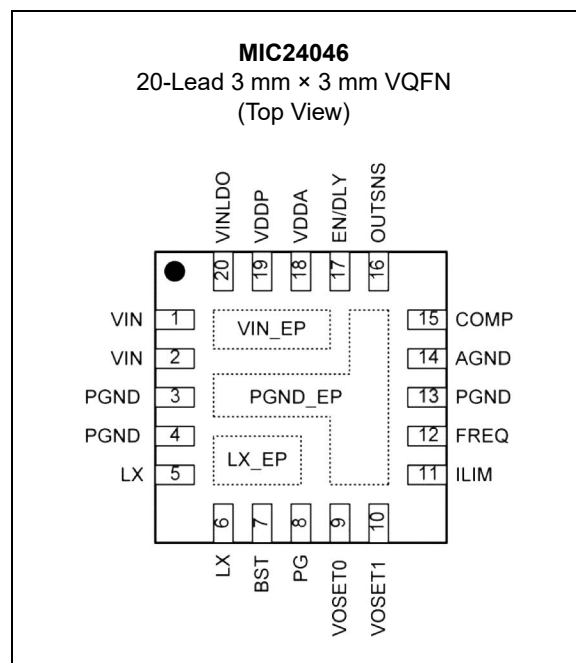 MIC24046
20-Lead 3 mm × 3 mm VQFN
(Top View)
VINLDO
VDDP
VDDA
EN/DLY
OUTSNS
20
19
18
17
16
VIN 1
VIN 2
PGND 3
PGND 4
LX 5
VIN_EP
PGND_EP
LX_EP
15 COMP
14 AGND
13 PGND
12 FREQ
11 ILIM
6
7
8
9
10
LX
BST
PG
VOSET0
VOSET1